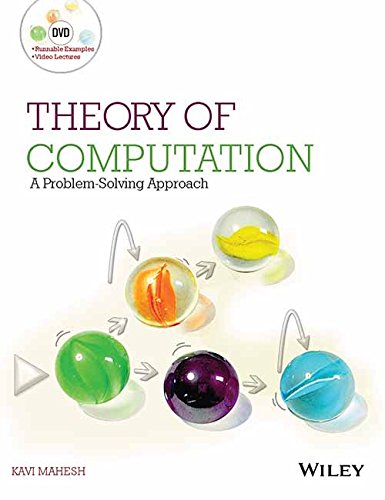 DVD
•Runnable Examples
•Video Lectures
THEORY OF
COMPUTATION
A Problem-Solving Approach
KAVI MAHESH
WILEY